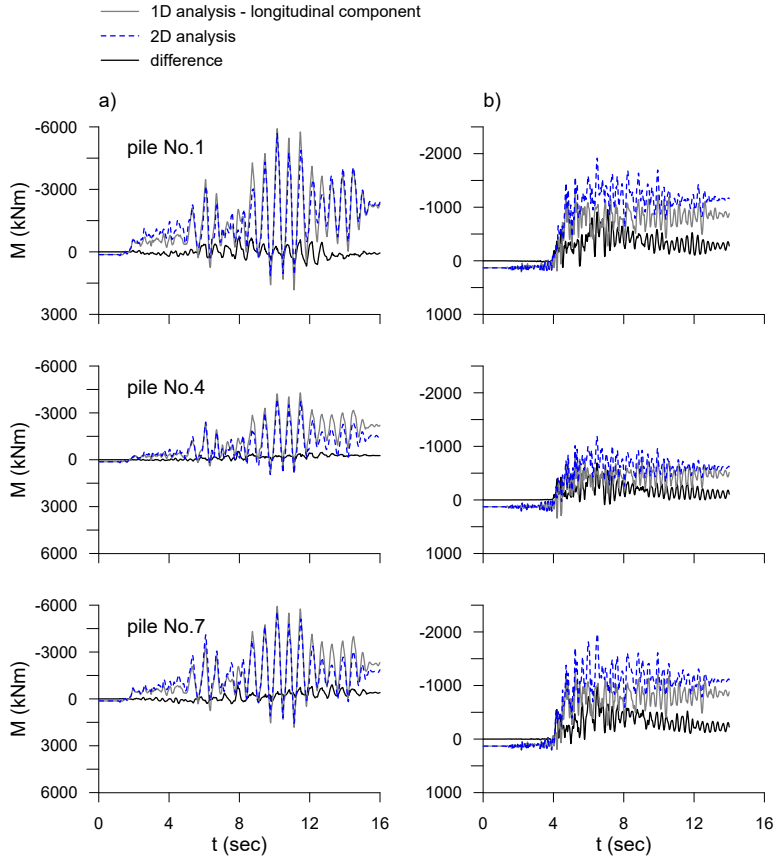 1D analysis - longitudinal component
2D analysis
difference
a)
b)
-6000
-3000
0
3000
M (kNm)
pile No.1
-2000
-1000
0
1000
0 4 8 12 16
0 4 8 12 16
-6000
-3000
0
3000
6000
M (kNm)
pile No.4
-2000
-1000
0
1000
-6000
-3000
0
3000
6000
M (kNm)
pile No.7
-2000
-1000
0
1000
t (sec)
t (sec)